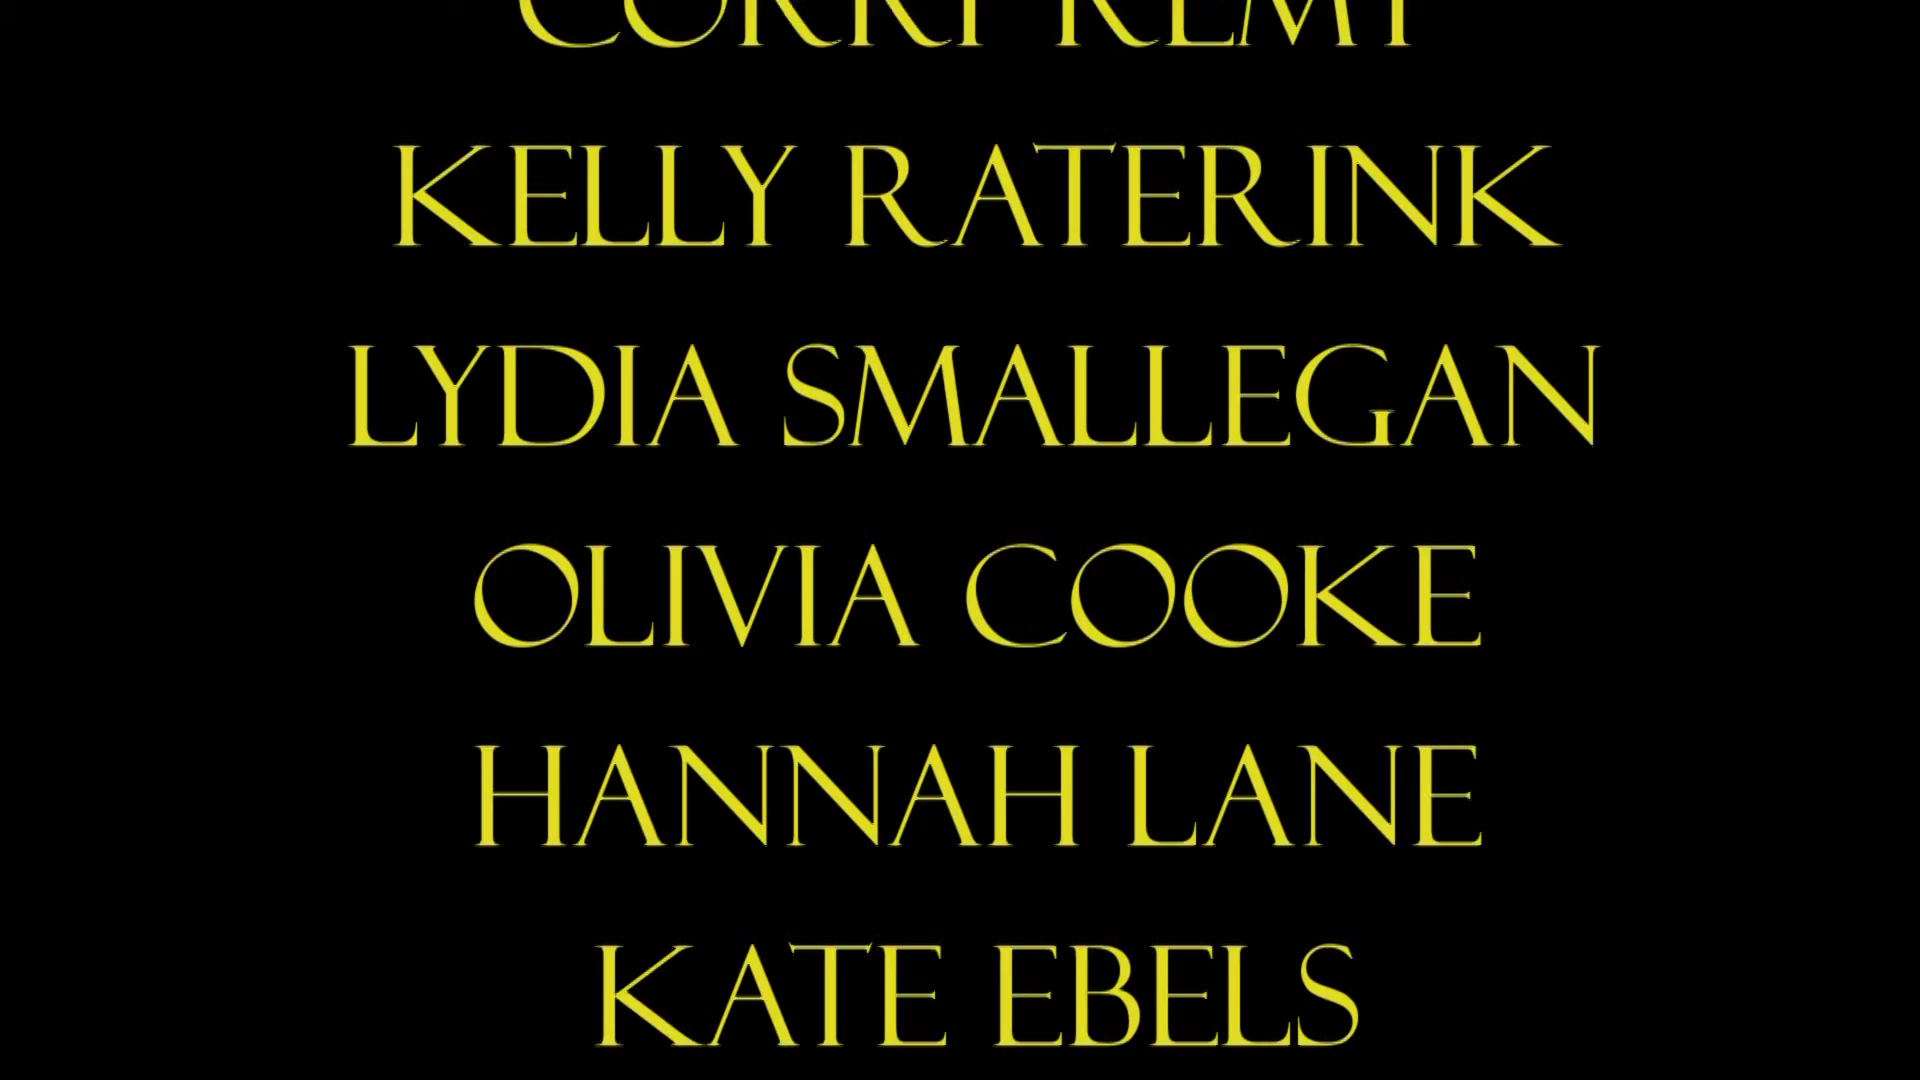 KELLY RATERINK
LYDIA SMALLEGAN
OLIVIA COOKE
HANNAH LANE
KATE EBELS